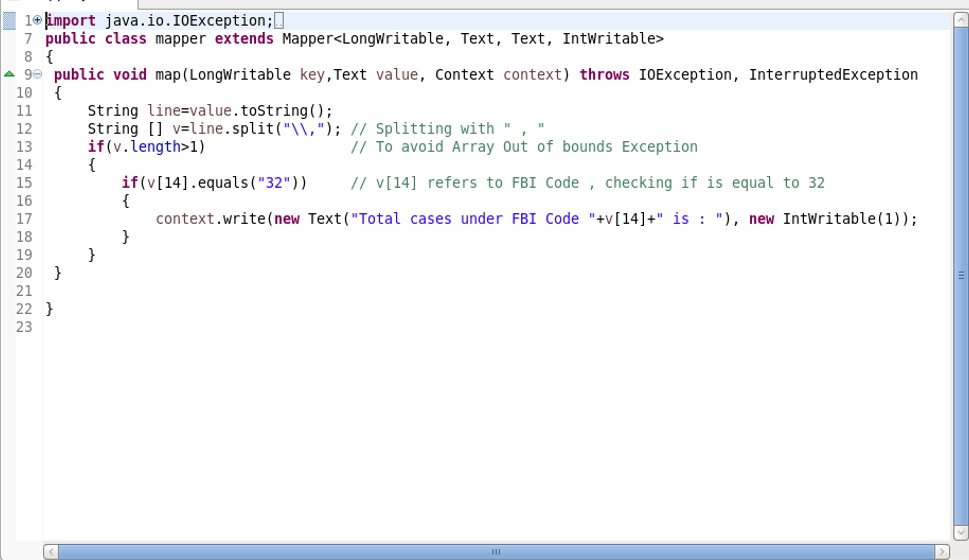 1 import java.io.IOException;
7 public class mapper extends Mapper<LongWritable, Text, Text, IntWritable>
8 {
9 public void map(LongWritable key,Text value, Context context) throws IOException, InterruptedException
10 {
11 String line=value.toString();
12 String [] v=line.split("\\,"); // Splitting with " , "
13 if(v.length>1) // To avoid Array Out of bounds Exception
14 {
15 if(v[14].equals("32")) // v[14] refers to FBI Code , checking if is equal to 32
16 {
17 context.write(new Text("Total cases under FBI Code "+v[14]+" is : "), new IntWritable(1));
18 }
19 }
20 }
21
22 }
23